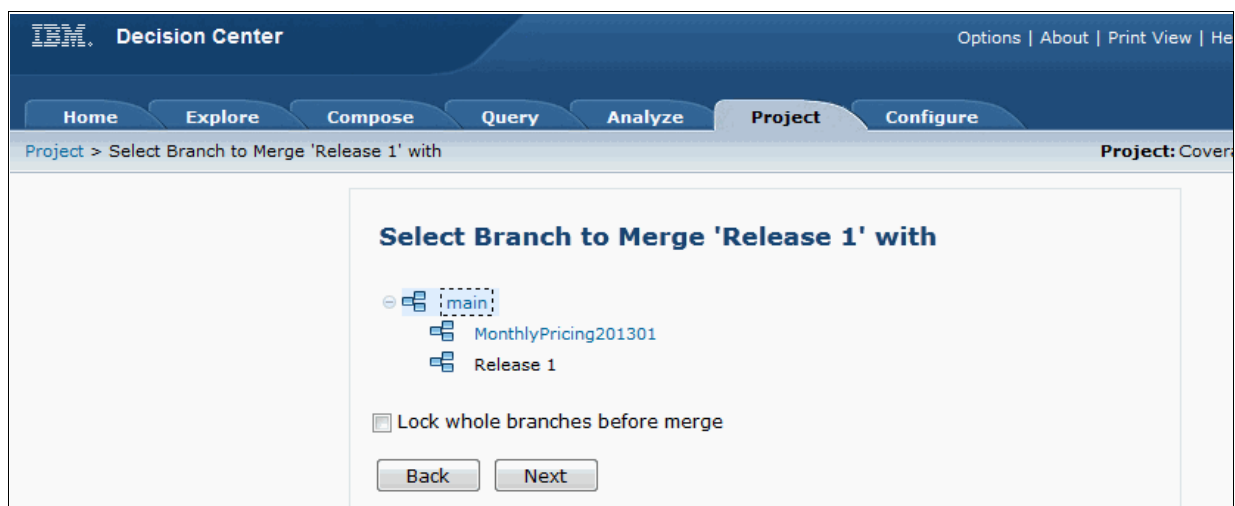 IBM. Decision Center
Options | About | Print View | He
Home Explore Compose Query Analyze Project Configure
Project > Select Branch to Merge 'Release 1' with
Project: Covera
Select Branch to Merge 'Release 1' with
main
MonthlyPricing201301
Release 1
Lock whole branches before merge
Back Next